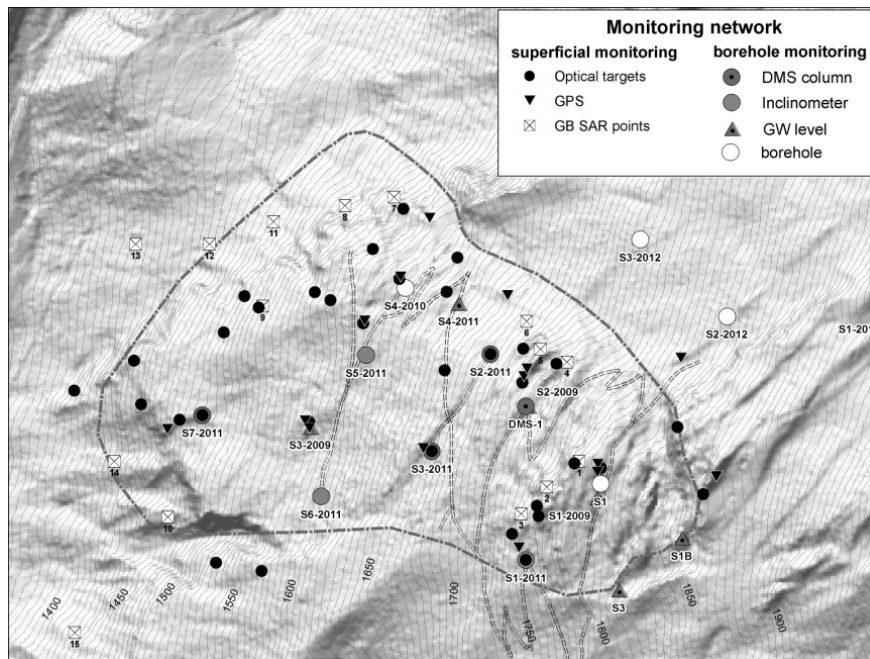 Monitoring network
superficial monitoring
Optical targets
GPS
GB SAR points
borehole monitoring
DMS column
Inclinometer
GW level
borehole
7
8
11
13
12
S3-2012
S4-2010
9
S4-2011
6
S2-2012
S1-201
S5-2011
S2-2011
5
4
S2-2009
DMS-1
S7-2011
S3-2009
S3-2011
14
1
S6-2011
2
S1
10
3
S1-2009
S1B
S1-2011
S3
15
1400
1450
1500
1550
1600
1650
1700
1750
1800
1850
1900